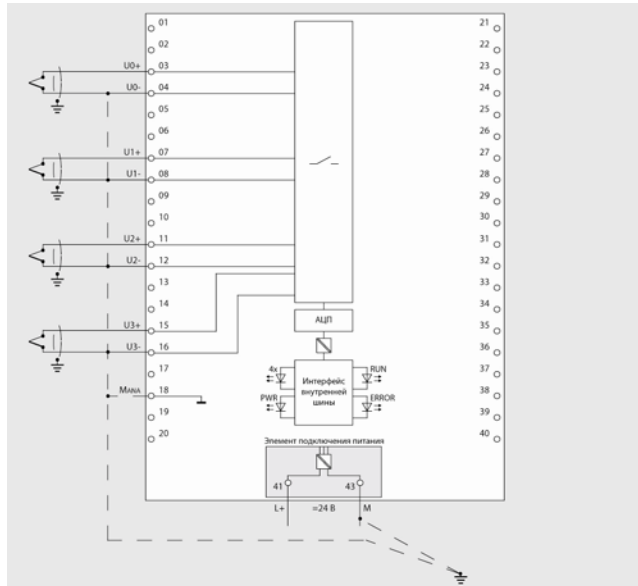 01 21
02 22
U0+ 03 23
U0- 04 24
05 25
06 26
U1+ 07 27
U1- 08 28
09 29
10 30
U2+ 11 31
U2- 12 32
13 33
14 34
U3+ 15 35
АЦП
U3- 16 36
17 37
4x RUN
Интерфейс
внутренней
шины
MANA 18 38
PWR ERROR
19 39
20 40
Элемент подключения питания
41 43
L+ =24 В M